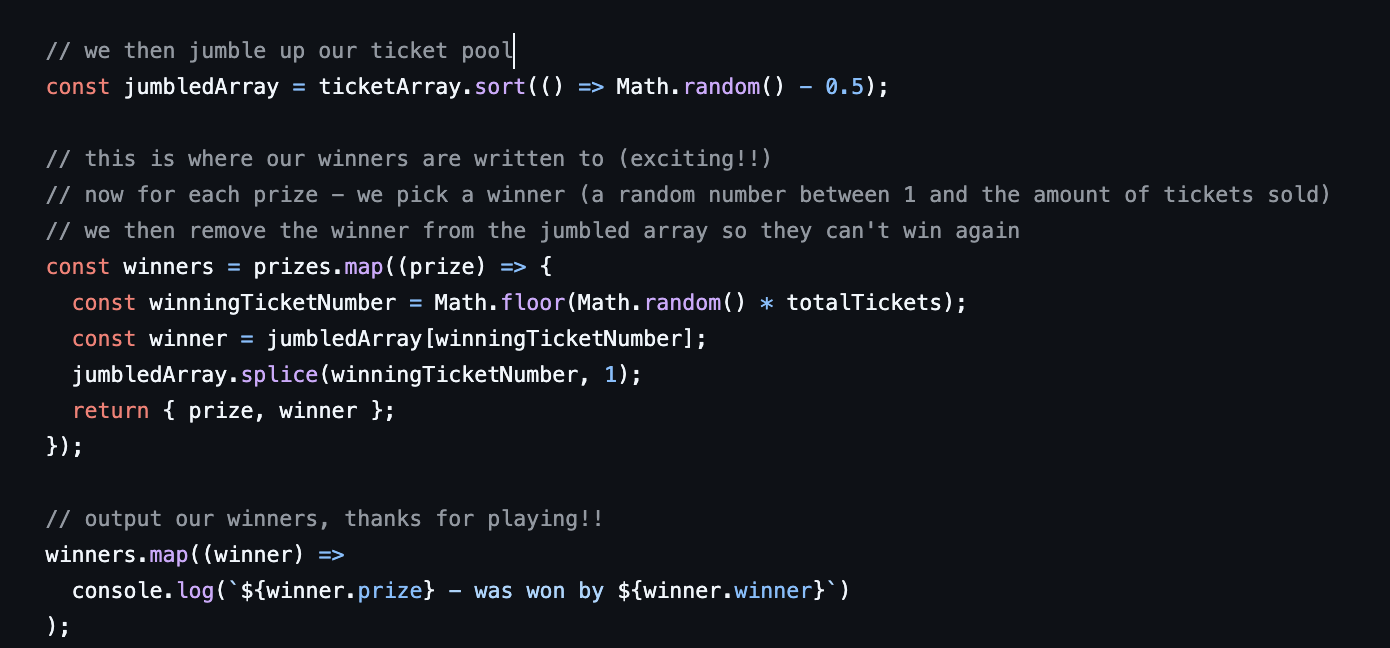 // we then jumble up our ticket pool
const jumbledArray = ticketArray.sort(() => Math.random() - 0.5);
// this is where our winners are written to (exciting!!)
// now for each prize - we pick a winner (a random number between 1 and the amount of tickets sold)
// we then remove the winner from the jumbled array so they can't win again
const winners = prizes.map((prize) => {
  const winningTicketNumber = Math.floor(Math.random() * totalTickets);
  const winner = jumbledArray[winningTicketNumber];
  jumbledArray.splice(winningTicketNumber, 1);
  return { prize, winner };
});
// output our winners, thanks for playing!!
winners.map((winner) =>
  console.log(`${winner.prize} - was won by ${winner.winner}`)
);